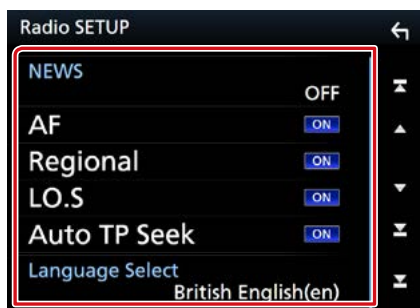 Radio SETUP
NEWS
OFF
AF ON
Regional ON
LO.S ON
Auto TP Seek ON
Language Select
British English(en)